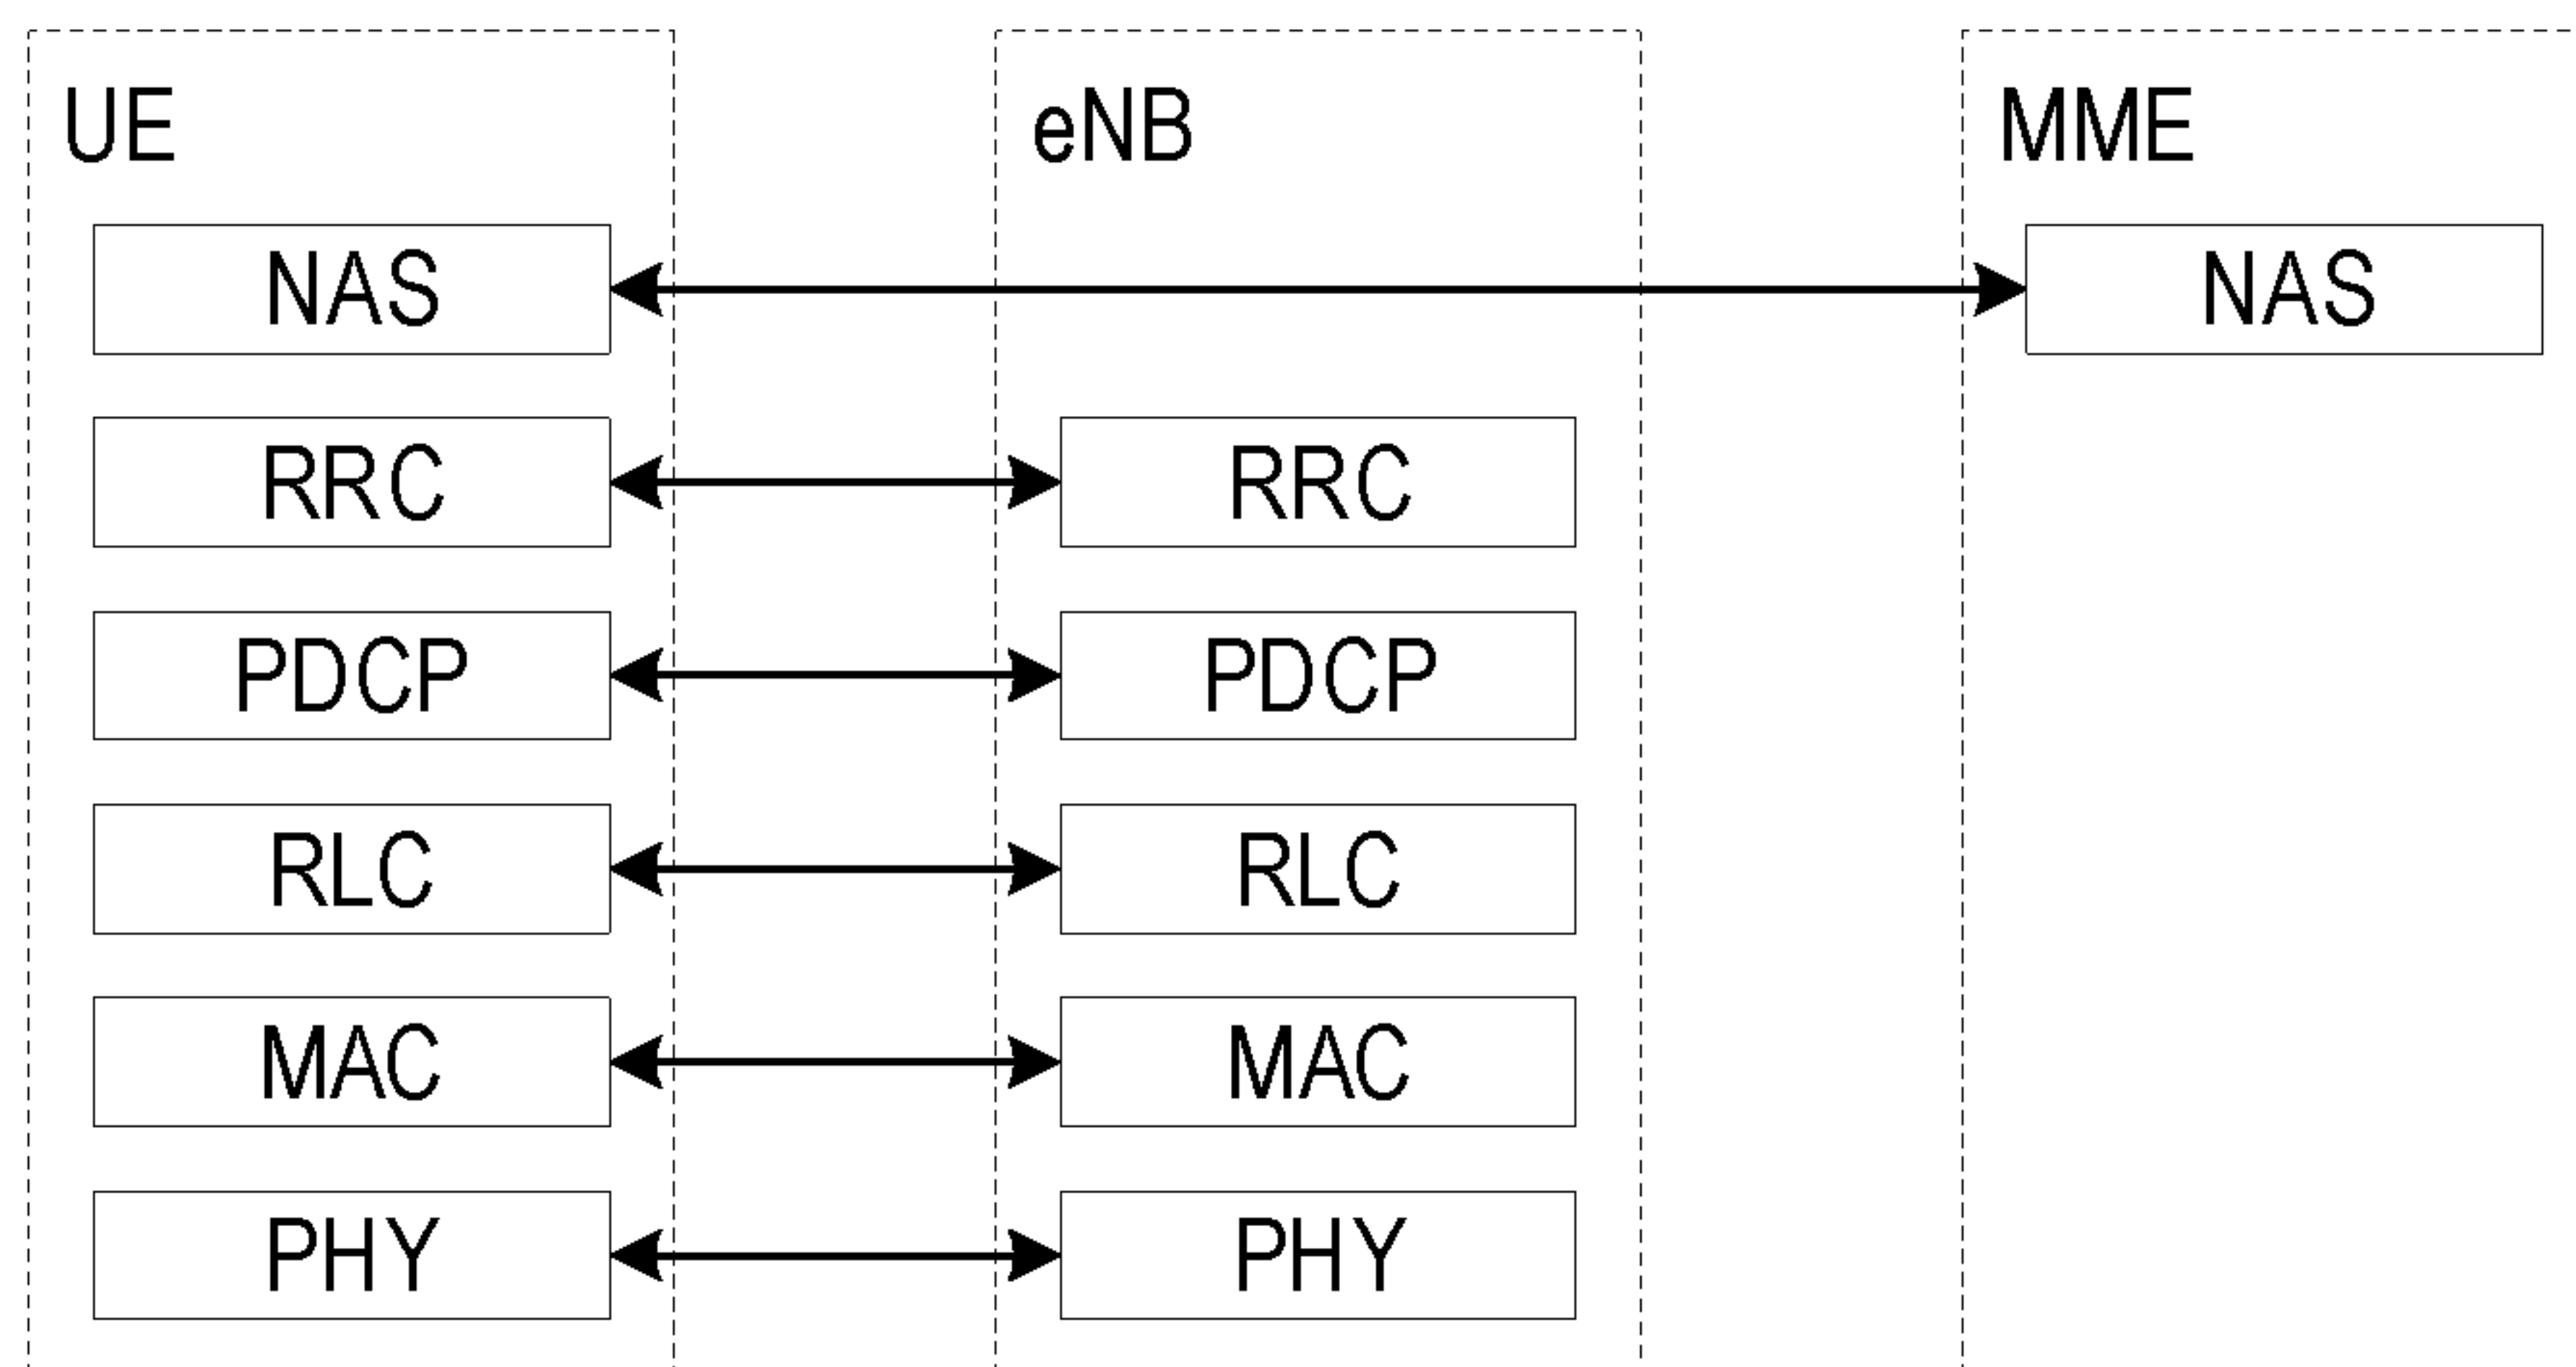 UE eNB MME
NAS NAS
RRC RRC
PDCP PDCP
RLC RLC
MAC MAC
PHY PHY